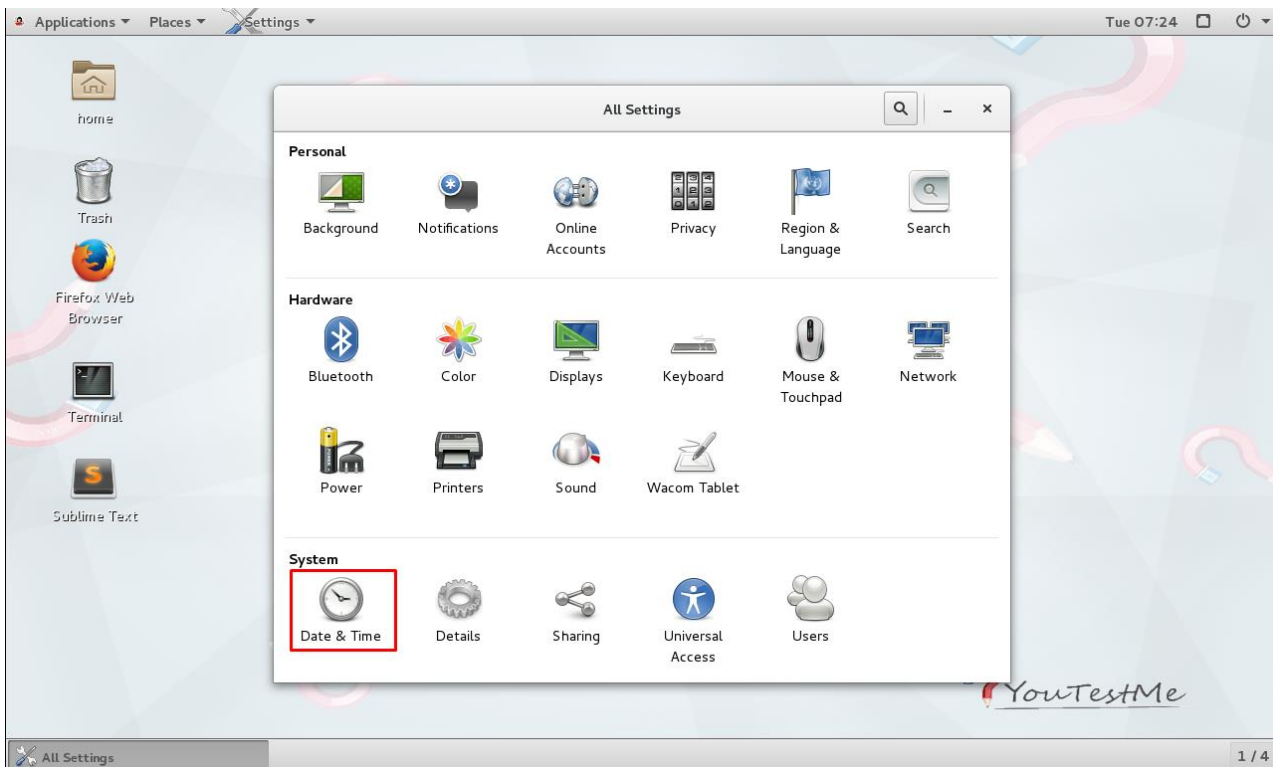 Applications Places Settings Tue 07:24
home
Trash
Firefox Web
Browser
Terminal
Sublime Text
All Settings
Personal
Background Notifications Online Accounts Privacy Region & Language Search
Hardware
Bluetooth Color Displays Keyboard Mouse & Touchpad Network
Power Printers Sound Wacom Tablet
System
Date & Time Details Sharing Universal Access Users
YouTestMe
All Settings 1 / 4